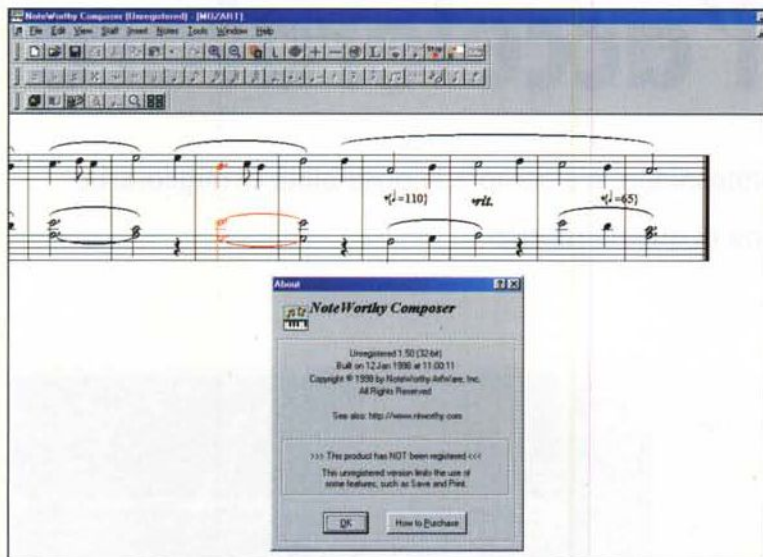 NoteWorthy Composer (Unregistered) - [MOZART]
File Edit View Staff Insert Notes Tools Window Help
(♩=110)
rit.
(♩=65)
About
NoteWorthy Composer
Unregistered 1.50 (32-bit)
Built on 12 Jan 1998 at 11:00:11
Copyright © 1998 by NoteWorthy ArtWare, Inc.
All Rights Reserved
See also: http://www.ntworthy.com
>>> This product has NOT been registered <<<
This unregistered version limits the use of
some features, such as Save and Print.
OK
How to Purchase